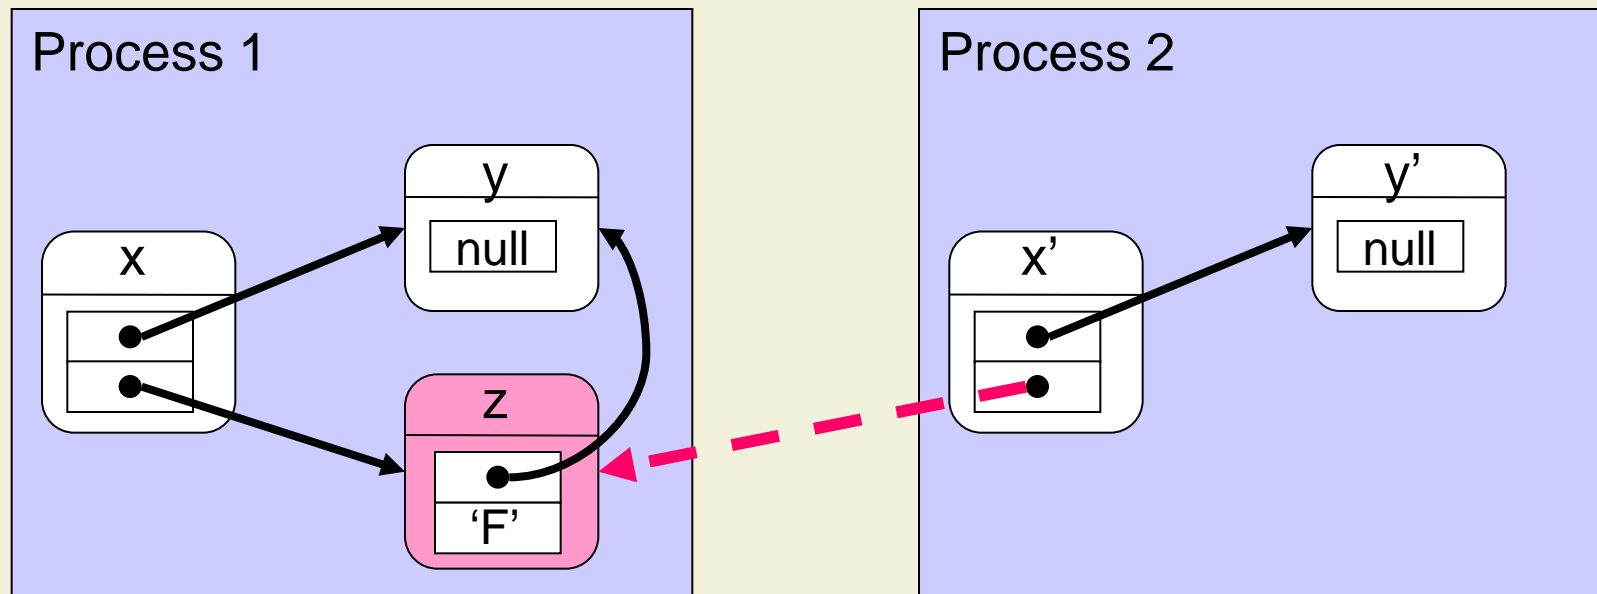 Process 1
y
null
x
z
‘F’
Process 2
y’
null
x’